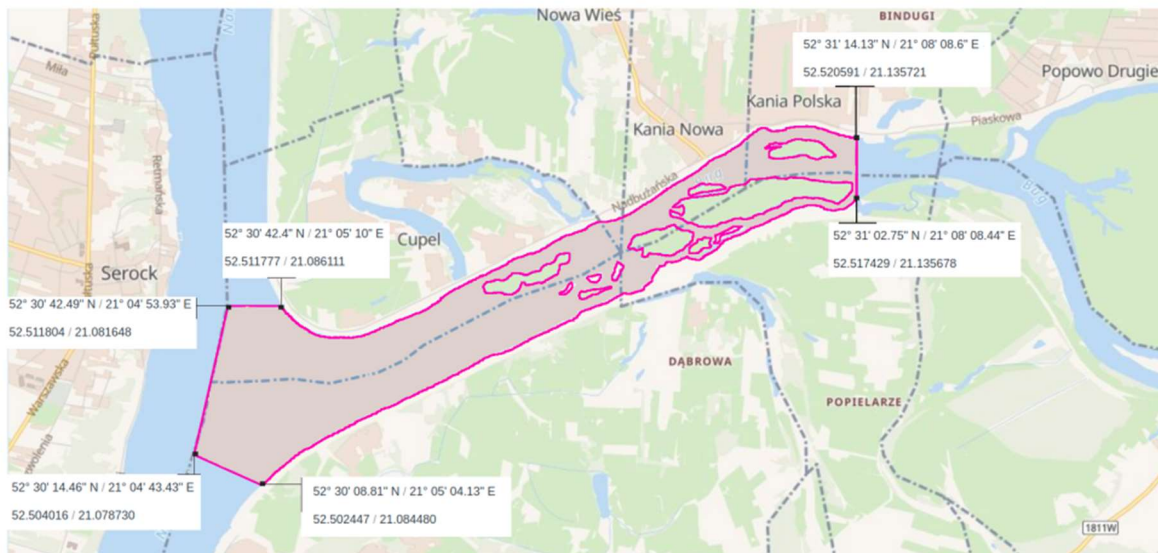 Nowa Wieś
BINDUGI
Pułtuska
Miła
52° 31' 14.13" N / 21° 08' 08.6" E
52.520591 / 21.135721
Popowo Drugie
Kania Polska
Piaskowa
Kania Nowa
Retmańska
Nadbużańska
Bug
52° 30' 42.4" N / 21° 05' 10" E
52.511777 / 21.086111
Cupel
52° 31' 02.75" N / 21° 08' 08.44" E
52.517429 / 21.135678
Serock
52° 30' 42.49" N / 21° 04' 53.93" E
52.511804 / 21.081648
DĄBROWA
Warszawska
POPIELARZE
52° 30' 14.46" N / 21° 04' 43.43" E
52.504016 / 21.078730
52° 30' 08.81" N / 21° 05' 04.13" E
52.502447 / 21.084480
1811W